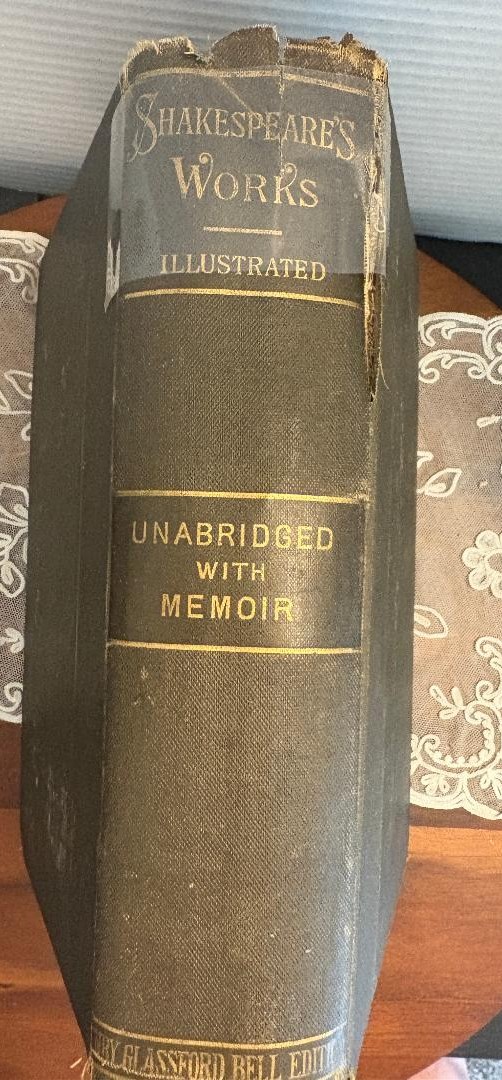 SHAKESPEARE'S
WORKS
ILLUSTRATED
UNABRIDGED
WITH
MEMOIR
GLASSFORD BELL